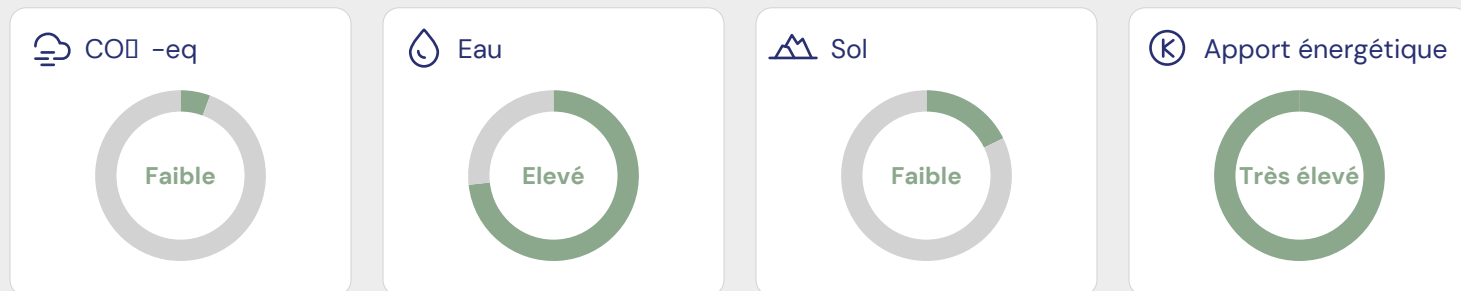 CO▯ -eq
Eau
Sol
Apport énergétique
Faible
Elevé
Faible
Très élevé